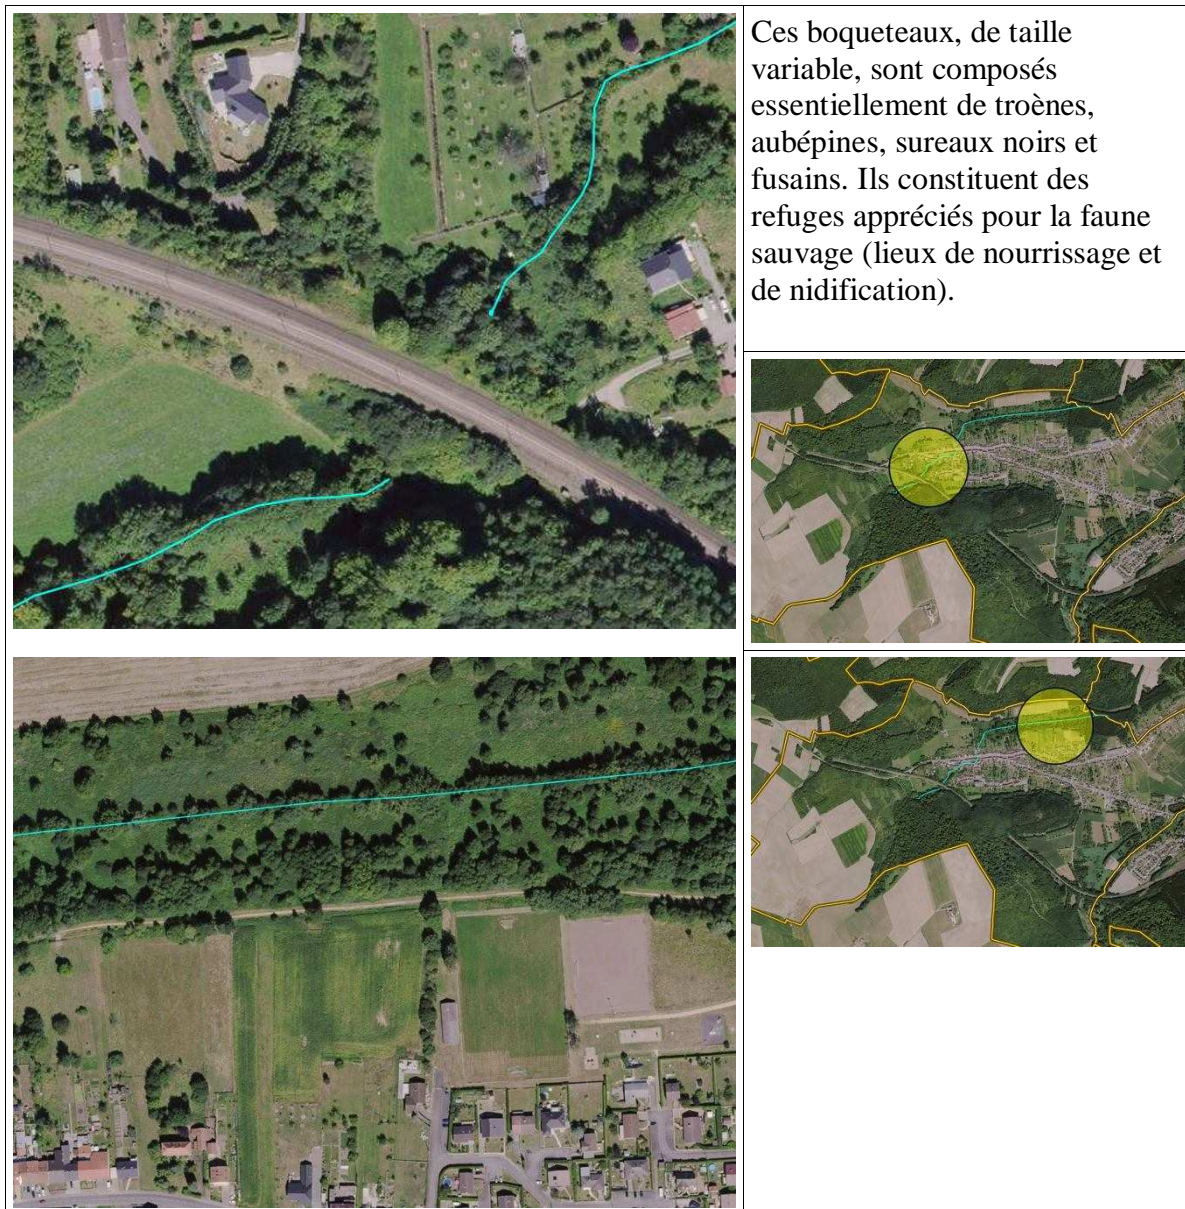 Ces boqueteaux, de taille
variable, sont composés
essentiellement de troènes,
aubépines, sureaux noirs et
fusains. Ils constituent des
refuges appréciés pour la faune
sauvage (lieux de nourrissage et
de nidification).